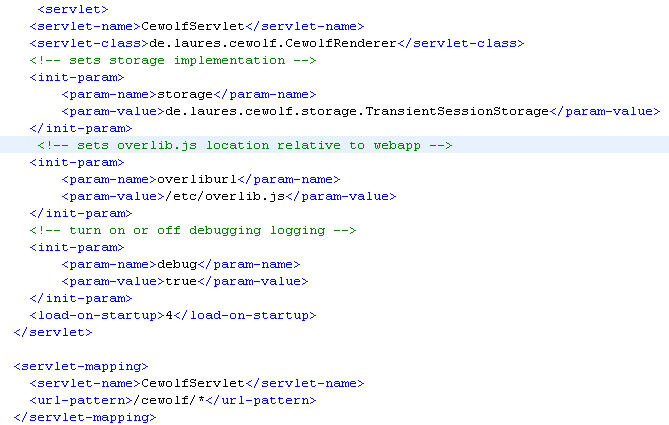 <servlet>
<servlet-name>CewolfServlet</servlet-name>
<servlet-class>de.laures.cewolf.CewolfRenderer</servlet-class>
<!-- sets storage implementation -->
<init-param>
<param-name>storage</param-name>
<param-value>de.laures.cewolf.storage.TransientSessionStorage</param-value>
</init-param>
<!-- sets overlib.js location relative to webapp -->
<init-param>
<param-name>overliburl</param-name>
<param-value>/etc/overlib.js</param-value>
</init-param>
<!-- turn on or off debugging logging -->
<init-param>
<param-name>debug</param-name>
<param-value>true</param-value>
</init-param>
<load-on-startup>4</load-on-startup>
</servlet>
<servlet-mapping>
<servlet-name>CewolfServlet</servlet-name>
<url-pattern>/cewolf/*</url-pattern>
</servlet-mapping>